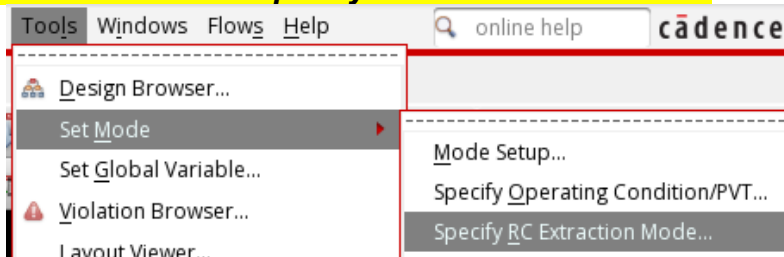 Tools Windows Flows Help online help cādence
Design Browser...
Set Mode
Mode Setup...
Set Global Variable...
Specify Operating Condition/PVT...
Violation Browser...
Specify RC Extraction Mode...
Layout Viewer...